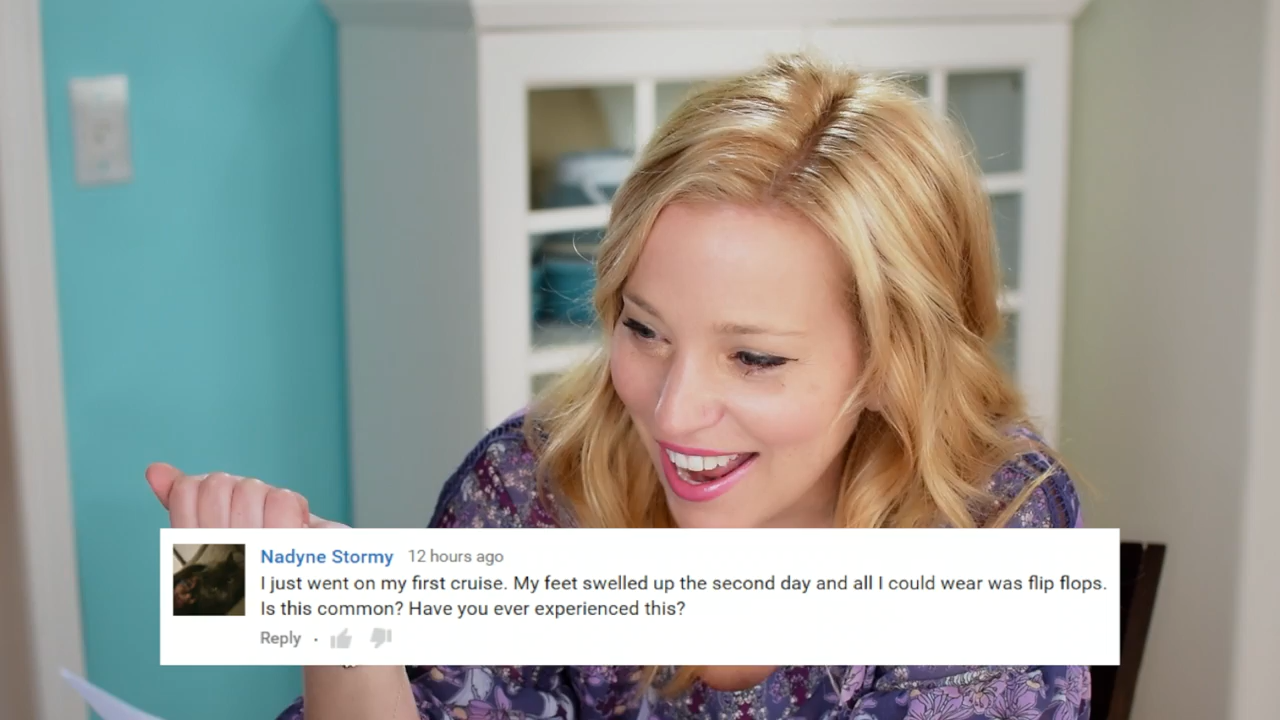 Nadyne Stormy 12 hours ago
I just went on my first cruise. My feet swelled up the second day and all I could wear was flip flops.
Is this common? Have you ever experienced this?
Reply ·